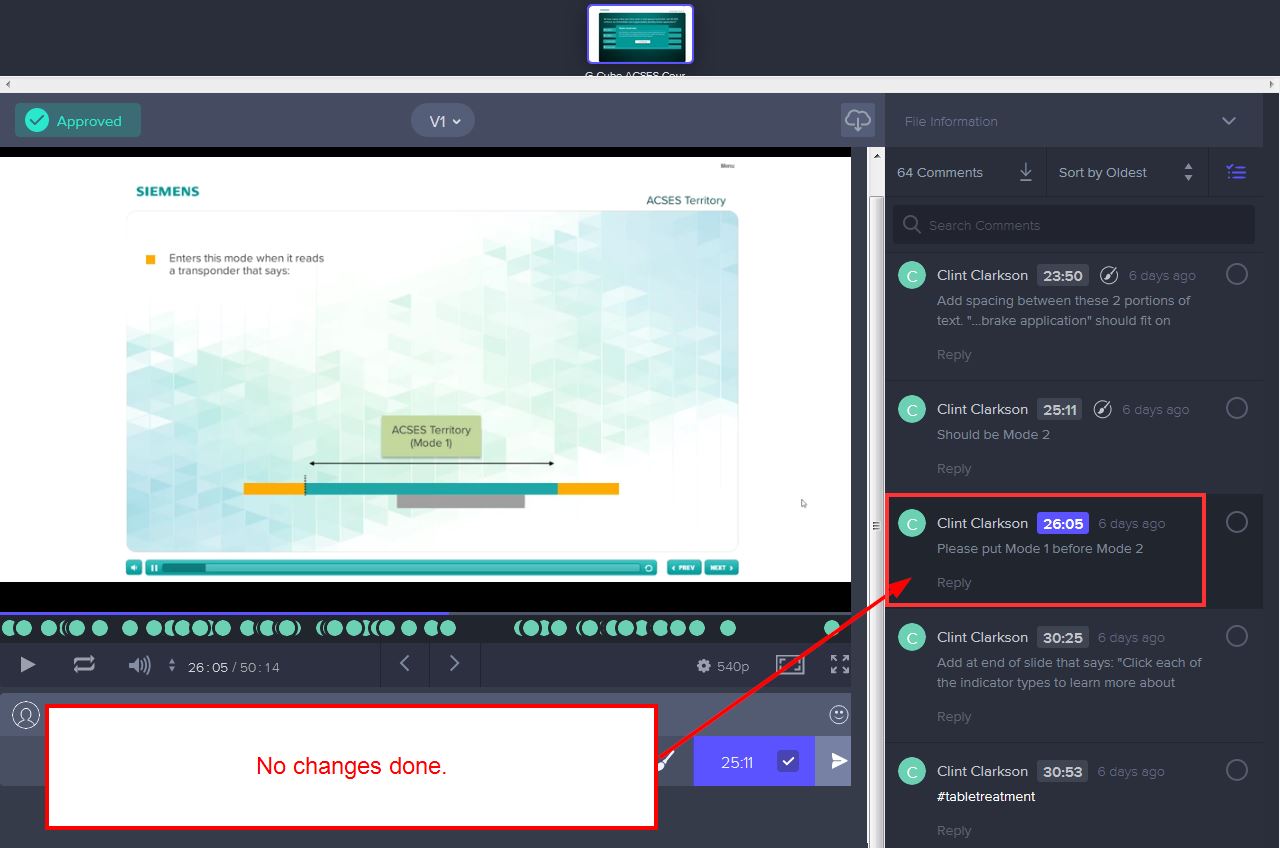 G-Cube ACSES Cour...
Approved
V1
File Information
64 Comments
Sort by Oldest
Search Comments
Menu
SIEMENS
ACSES Territory
Enters this mode when it reads
a transponder that says:
ACSES Territory
(Mode 1)
PREV
NEXT
26:05 / 50:14
540p
No changes done.
25:11
C
Clint Clarkson 23:50 6 days ago
Add spacing between these 2 portions of
text. "...brake application" should fit on
Reply
C
Clint Clarkson 25:11 6 days ago
Should be Mode 2
Reply
C
Clint Clarkson 26:05 6 days ago
Please put Mode 1 before Mode 2
Reply
C
Clint Clarkson 30:25 6 days ago
Add at end of slide that says: "Click each of
the indicator types to learn more about
Reply
C
Clint Clarkson 30:53 6 days ago
#tabletreatment
Reply